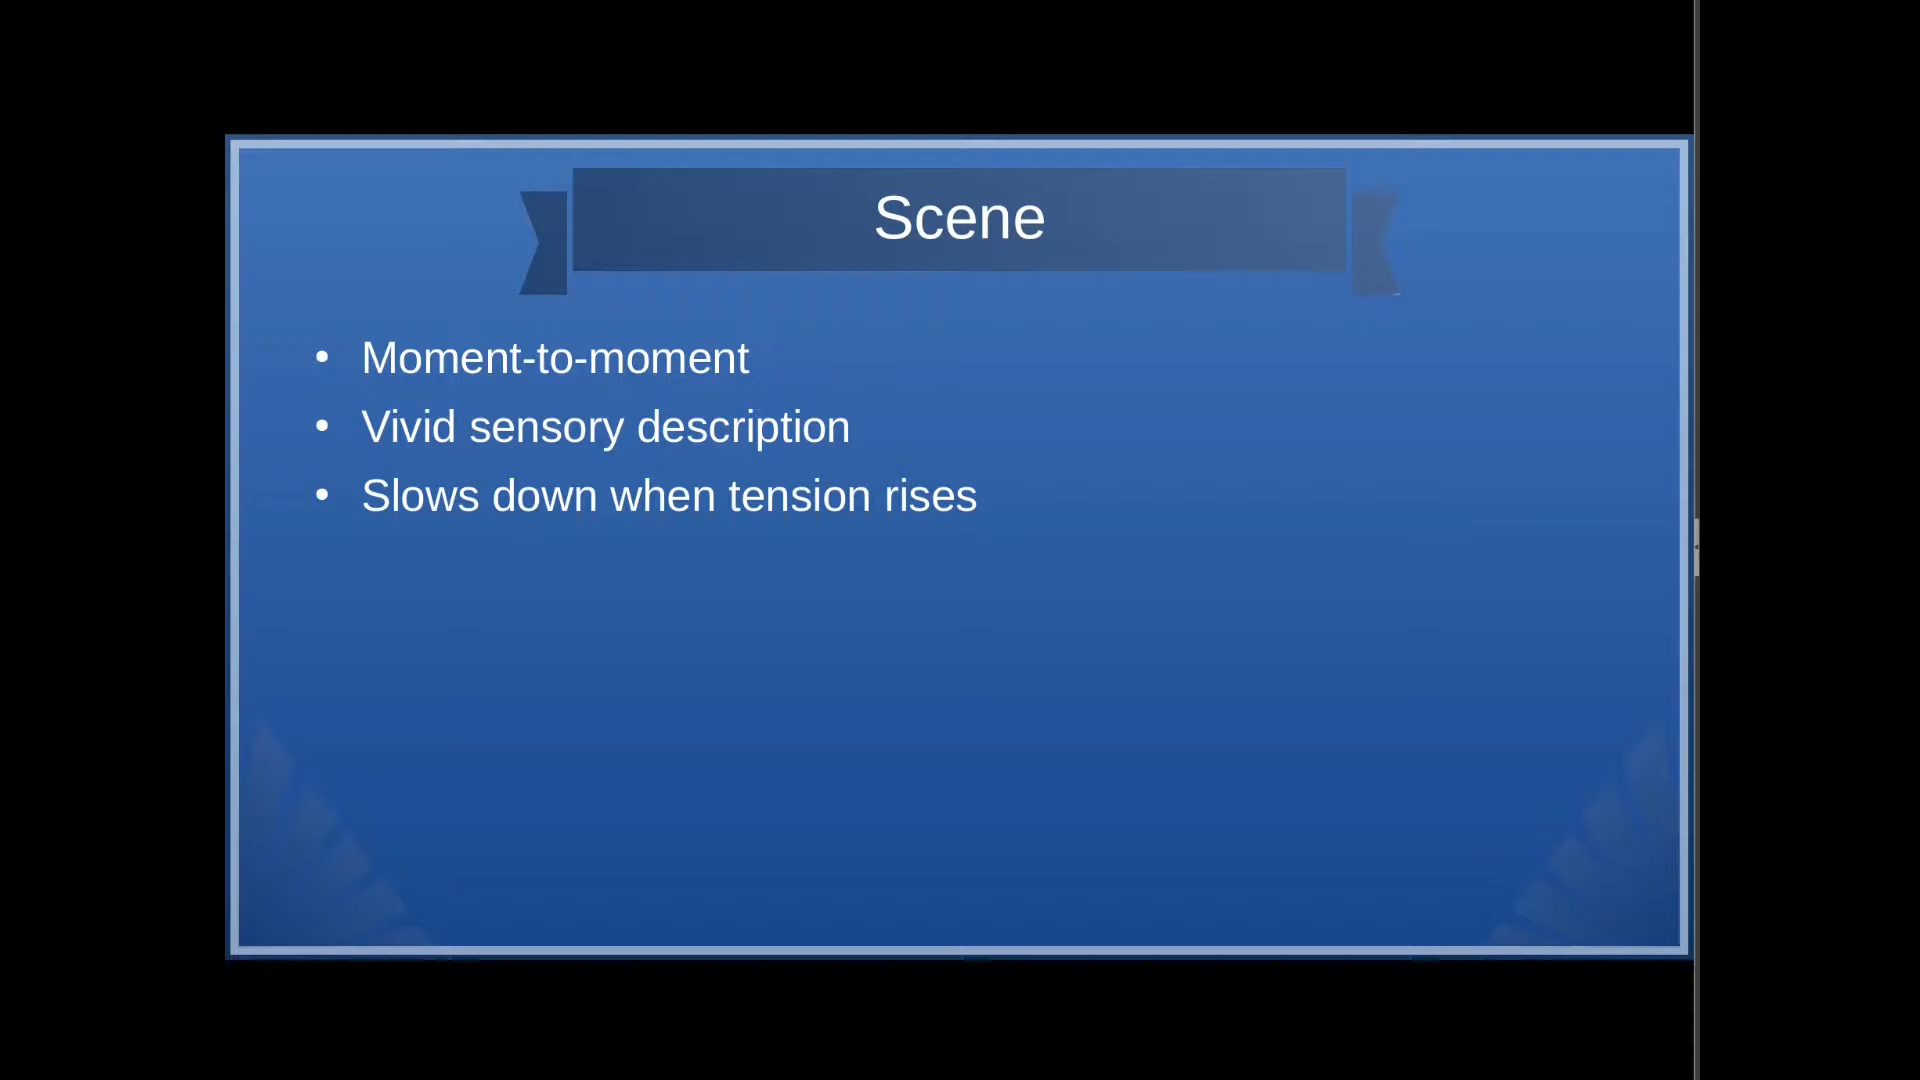 Scene
• Moment-to-moment
• Vivid sensory description
• Slows down when tension rises